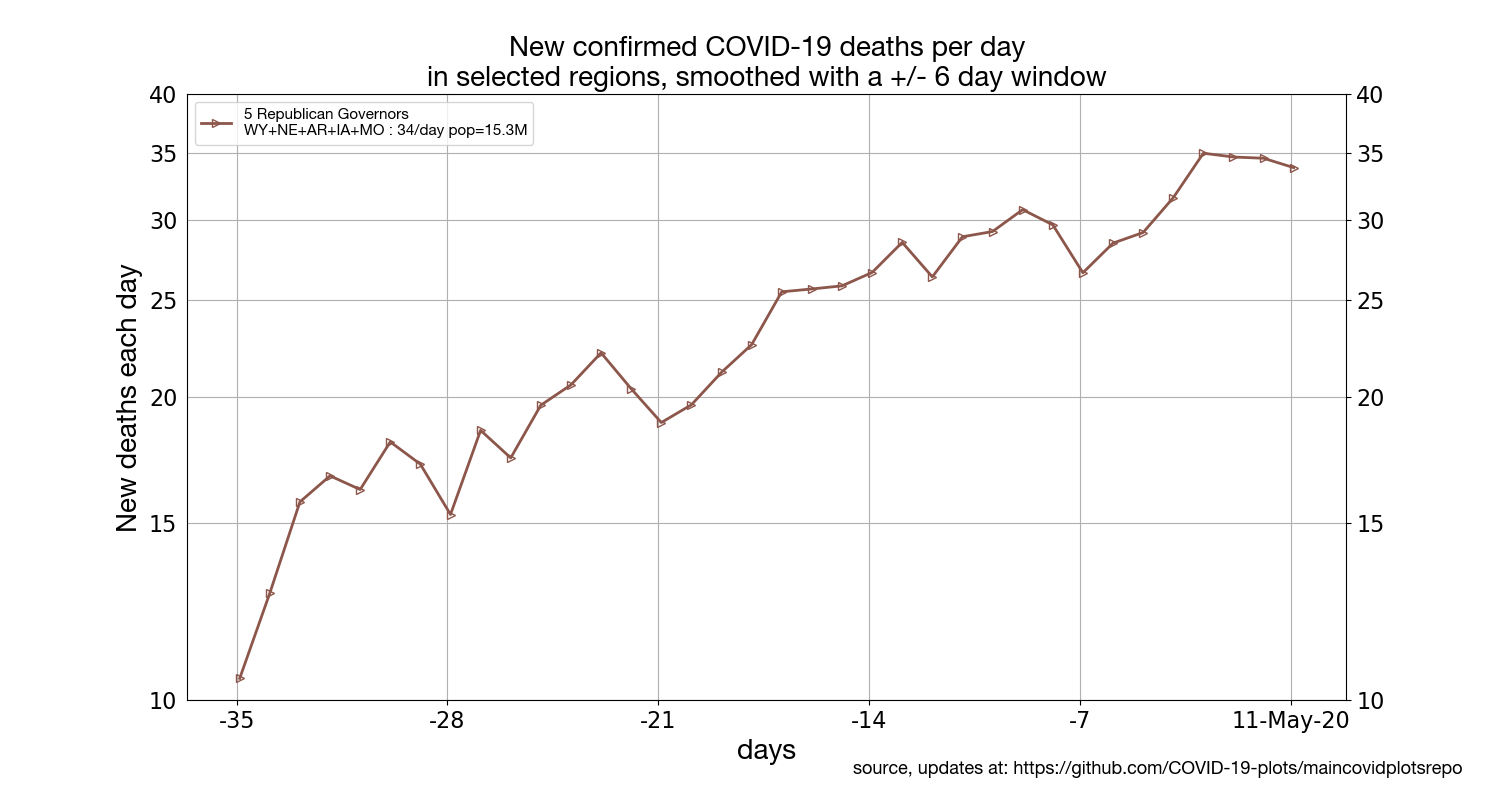 New confirmed COVID-19 deaths per day
in selected regions, smoothed with a +/- 6 day window
5 Republican Governors
WY+NE+AR+IA+MO : 34/day pop=15.3M
New deaths each day
40
35
30
25
20
15
10
40
35
30
25
20
15
10
-35 -28 -21 -14 -7 11-May-20
days
source, updates at: https://github.com/COVID-19-plots/maincovidplotsrepo